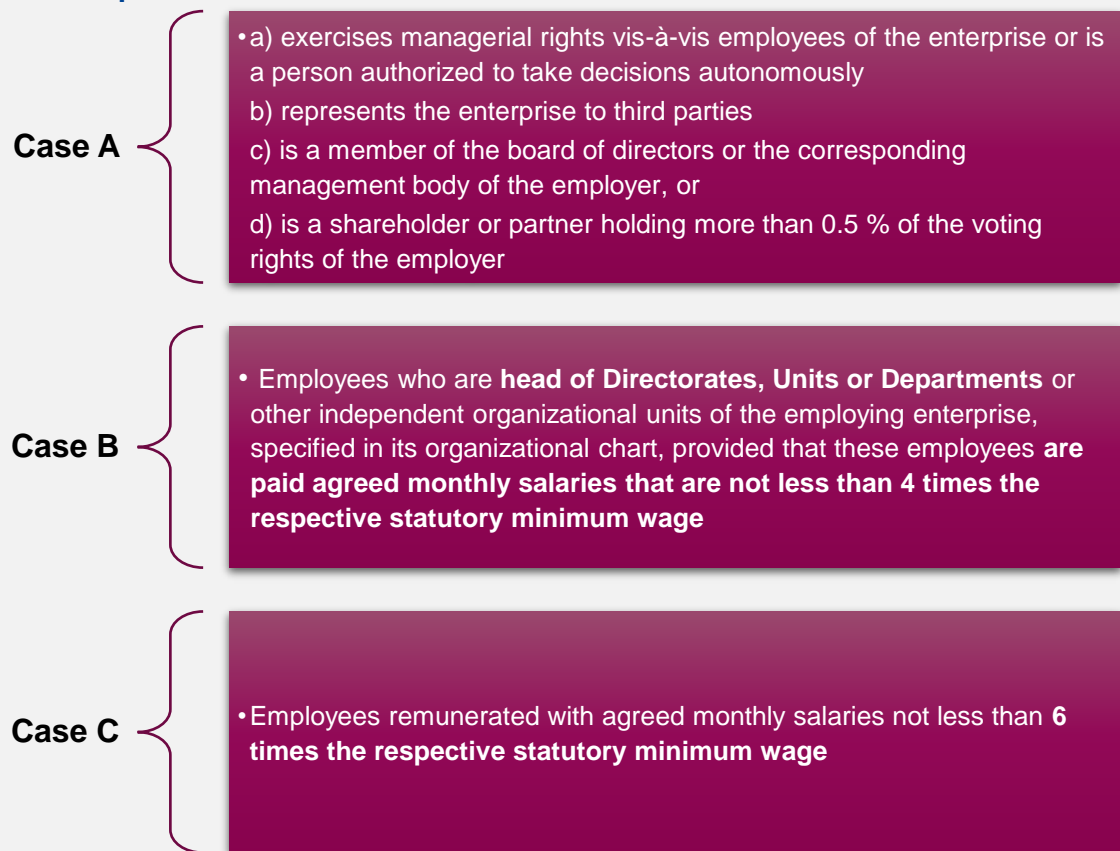 Case A
•a) exercises managerial rights vis-à-vis employees of the enterprise or is
a person authorized to take decisions autonomously
b) represents the enterprise to third parties
c) is a member of the board of directors or the corresponding
management body of the employer, or
d) is a shareholder or partner holding more than 0.5 % of the voting
rights of the employer
Case B
• Employees who are head of Directorates, Units or Departments or
other independent organizational units of the employing enterprise,
specified in its organizational chart, provided that these employees are
paid agreed monthly salaries that are not less than 4 times the
respective statutory minimum wage
Case C
•Employees remunerated with agreed monthly salaries not less than 6
times the respective statutory minimum wage